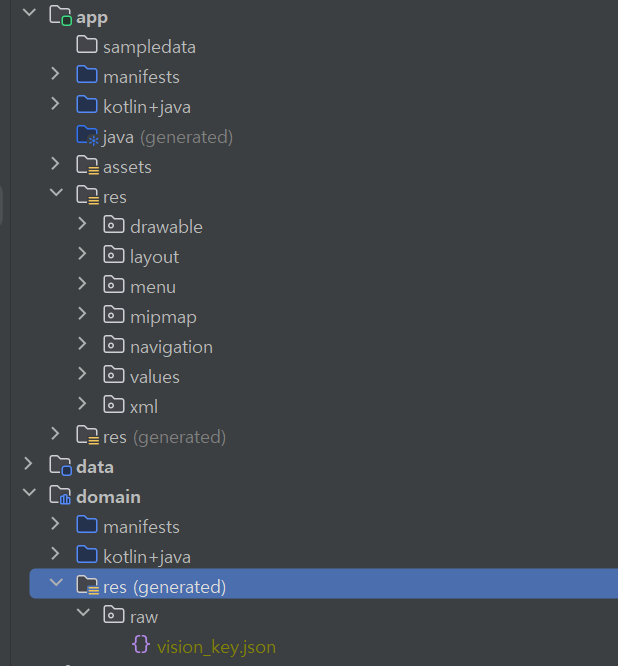 app
sampledata
manifests
kotlin+java
java (generated)
assets
res
drawable
layout
menu
mipmap
navigation
values
xml
res (generated)
data
domain
manifests
kotlin+java
res (generated)
raw
vision_key.json